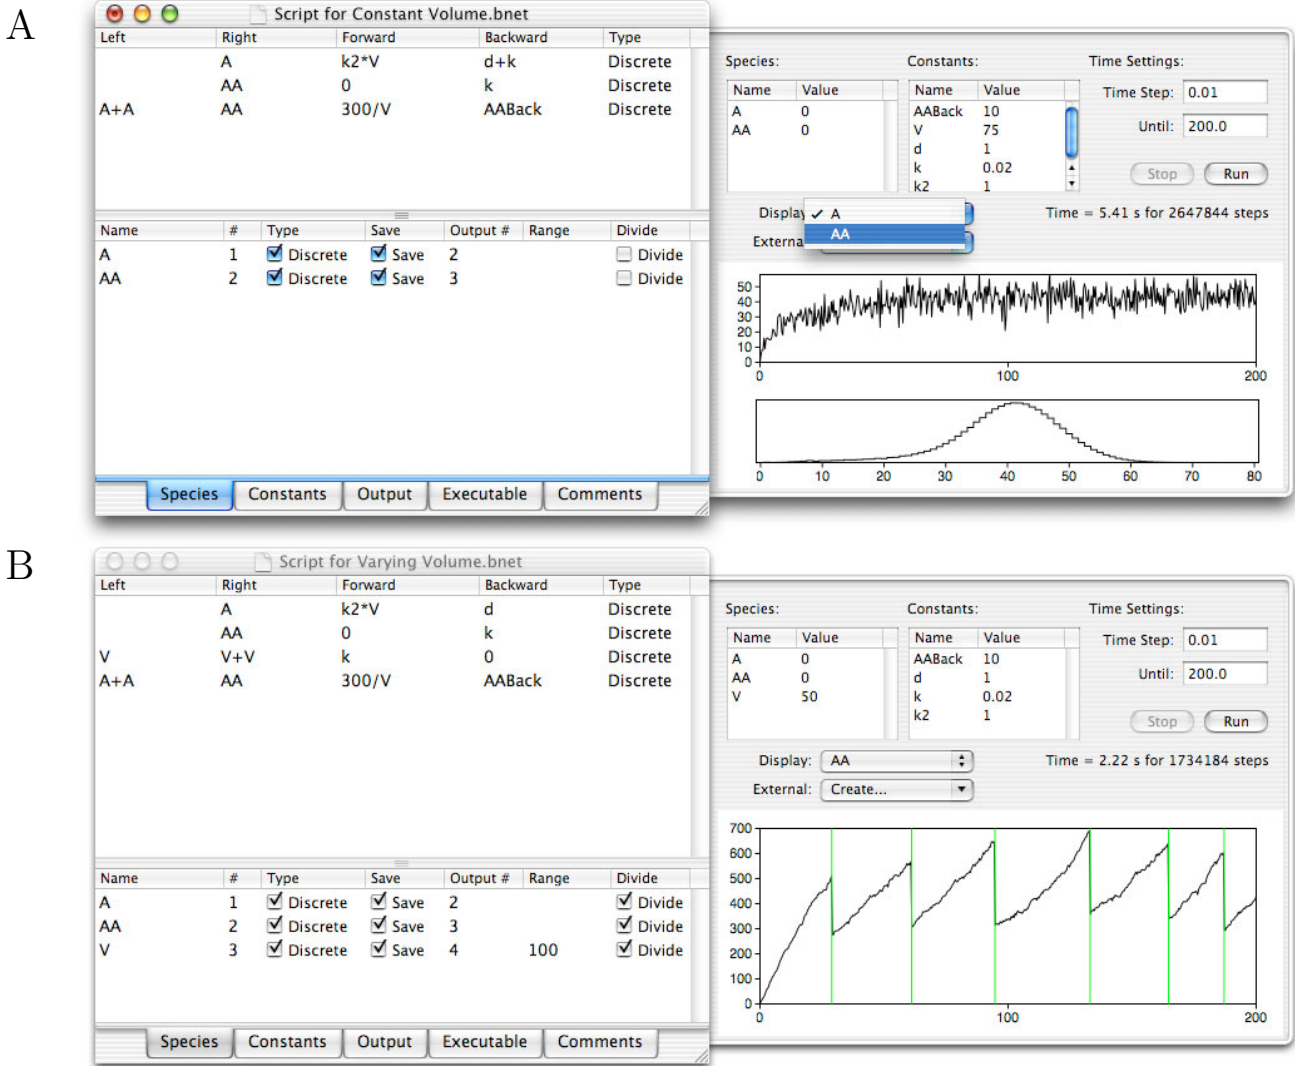 A
Script for Constant Volume.bnet
Left Right Forward Backward Type
A k2*V d+k Discrete
AA 0 k Discrete
A+A AA 300/V AABack Discrete
Name # Type Save Output # Range Divide
A 1 Discrete Save 2 Divide
AA 2 Discrete Save 3 Divide
Species Constants Output Executable Comments
Species: Constants: Time Settings:
Name Value Name Value Time Step: 0.01
A 0 AABack 10
AA 0 V 75 Until: 200.0
d 1
k 0.02 Stop Run
k2 1
Display A Time = 5.41 s for 2647844 steps
Externa AA
50
40
30
20
10
0
0 100 200
0 10 20 30 40 50 60 70 80
B
Script for Varying Volume.bnet
Left Right Forward Backward Type
A k2*V d Discrete
AA 0 k Discrete
V V+V k 0 Discrete
A+A AA 300/V AABack Discrete
Name # Type Save Output # Range Divide
A 1 Discrete Save 2 Divide
AA 2 Discrete Save 3 Divide
V 3 Discrete Save 4 100 Divide
Species Constants Output Executable Comments
Species: Constants: Time Settings:
Name Value Name Value Time Step: 0.01
A 0 AABack 10
AA 0 d 1 Until: 200.0
V 50 k 0.02
k2 1 Stop Run
Display: AA Time = 2.22 s for 1734184 steps
External: Create...
700
600
500
400
300
200
100
0
0 100 200